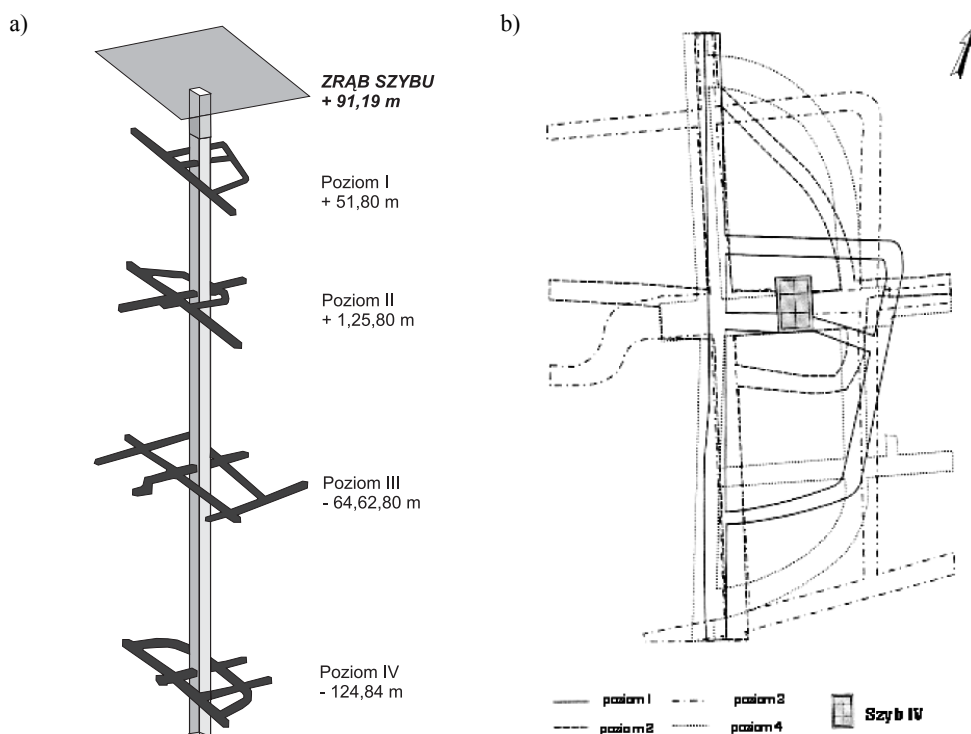 a)
ZRĄB SZYBU
+ 91,19 m
Poziom I
+ 51,80 m
Poziom II
+ 1,25,80 m
Poziom III
- 64,62,80 m
Poziom IV
- 124,84 m
b)
poziom 1
poziom 2
poziom 3
poziom 4
Szyb IV